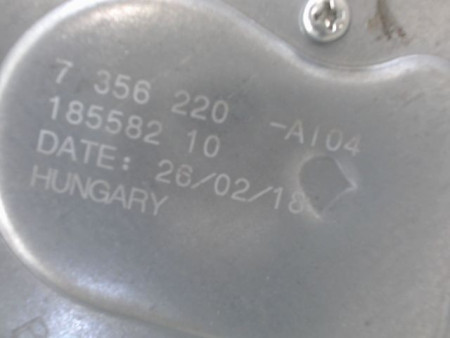 7 356 220 -AI04
185582 10
DATE: 26/02/18
HUNGARY